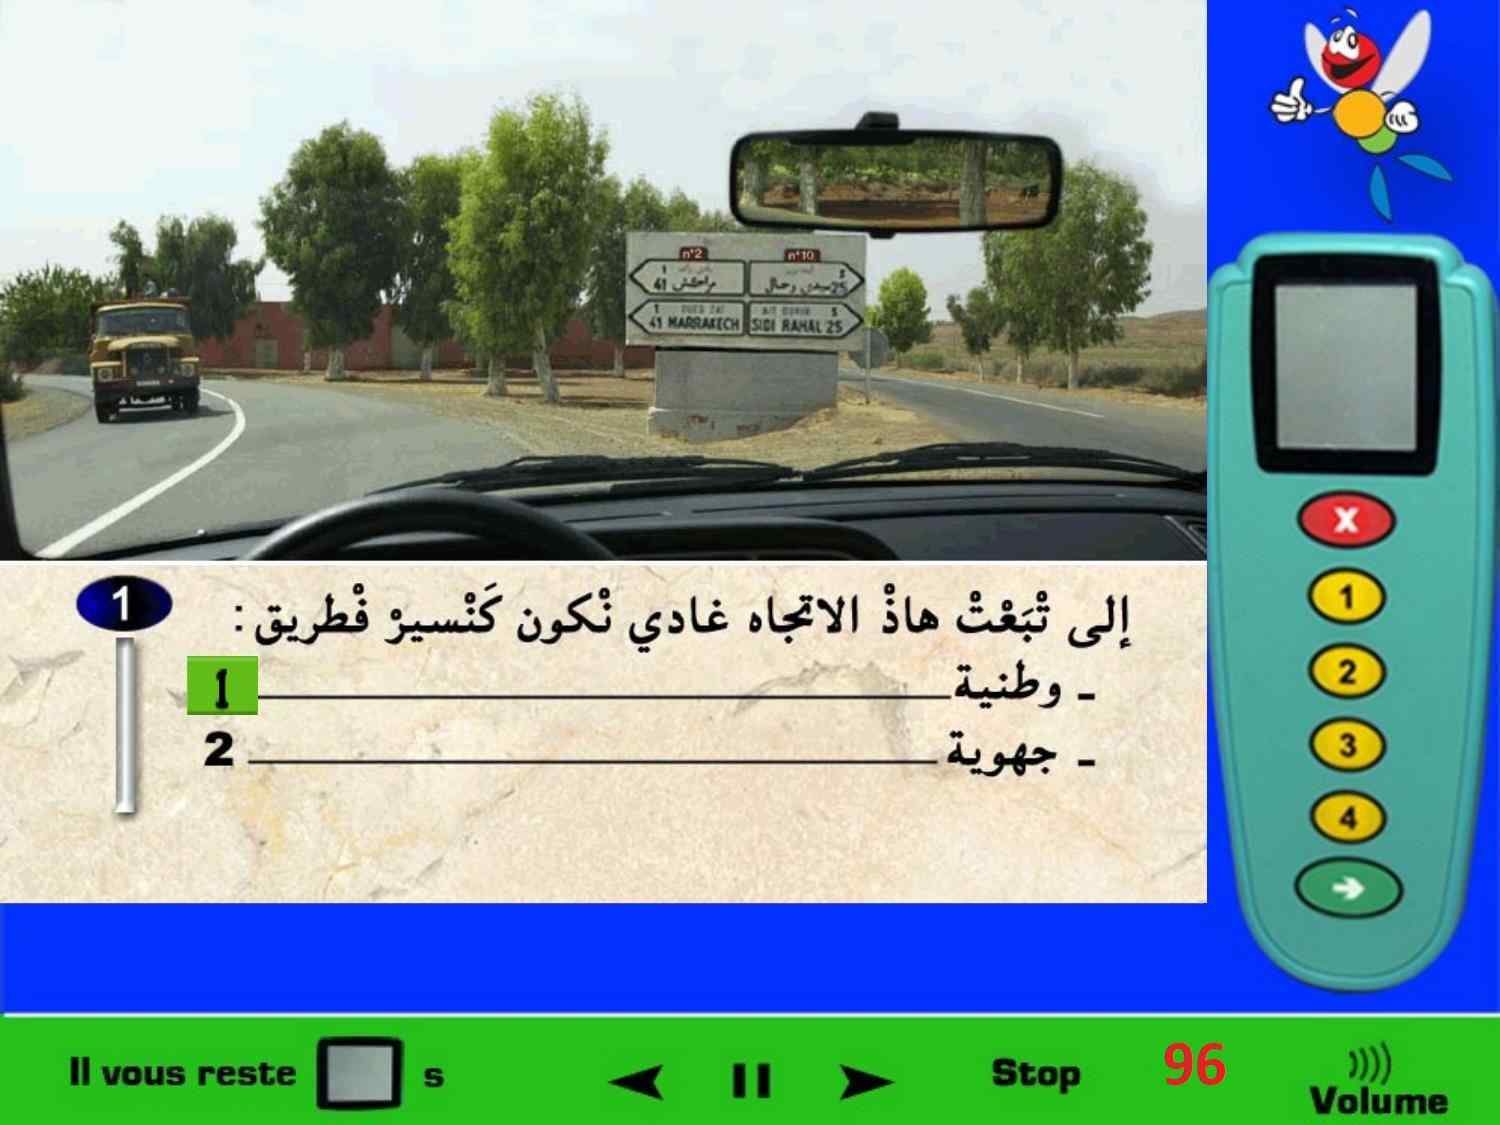 n°2
n°10
41 مراكش
سيدي رحال 25
41 MARRAKECH
SIDI RAHAL 25
1
إلى تْبَعْتْ هاذْ الاتجاه غادي نْكون كَنْسيرْ فْطريق :
- وطنية 1
- جهوية 2
X
1
2
3
4
Il vous reste s
Stop
96
Volume